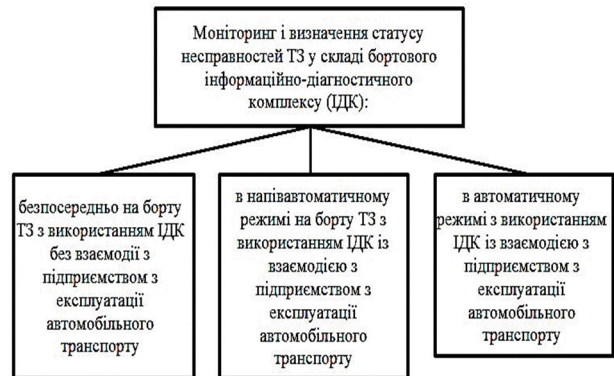 Моніторинг і визначення статусу
несправностей ТЗ у складі бортового
інформаційно-діагностичного
комплексу (ІДК):
безпосередньо на борту
ТЗ з використанням ІДК
без взаємодії з
підприємством з
експлуатації
автомобільного
транспорту
в напівавтоматичному
режимі на борту ТЗ з
використанням ІДК із
взаємодією з
підприємством з
експлуатації
автомобільного
транспорту
в автоматичному
режимі з використанням
ІДК із взаємодією з
підприємством з
експлуатації
автомобільного
транспорту